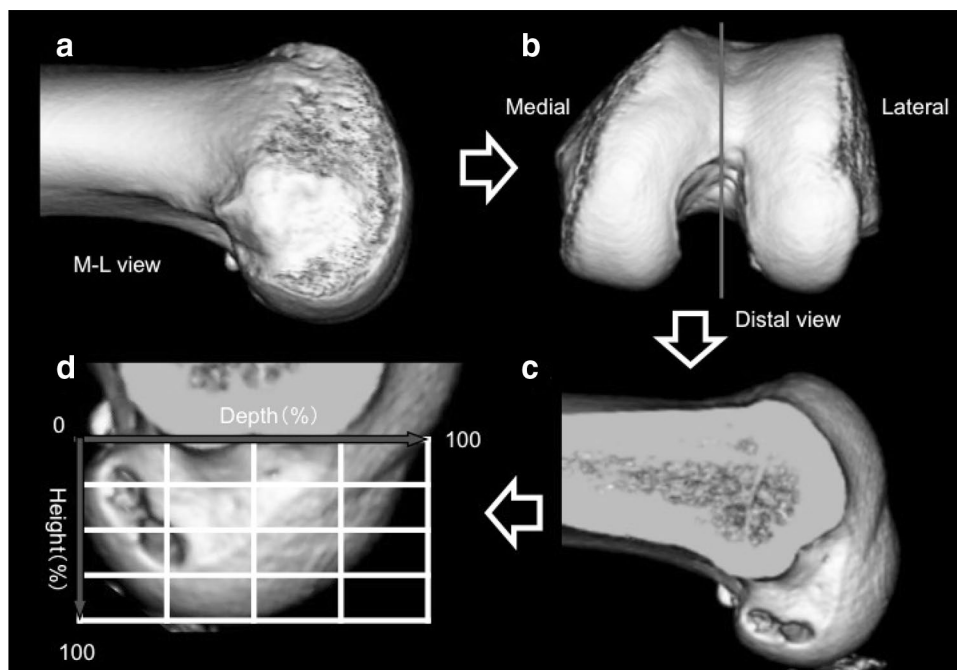 a
b
Medial
Lateral
M-L view
Distal view
d
c
0
Depth(%)
100
Height(%)
100